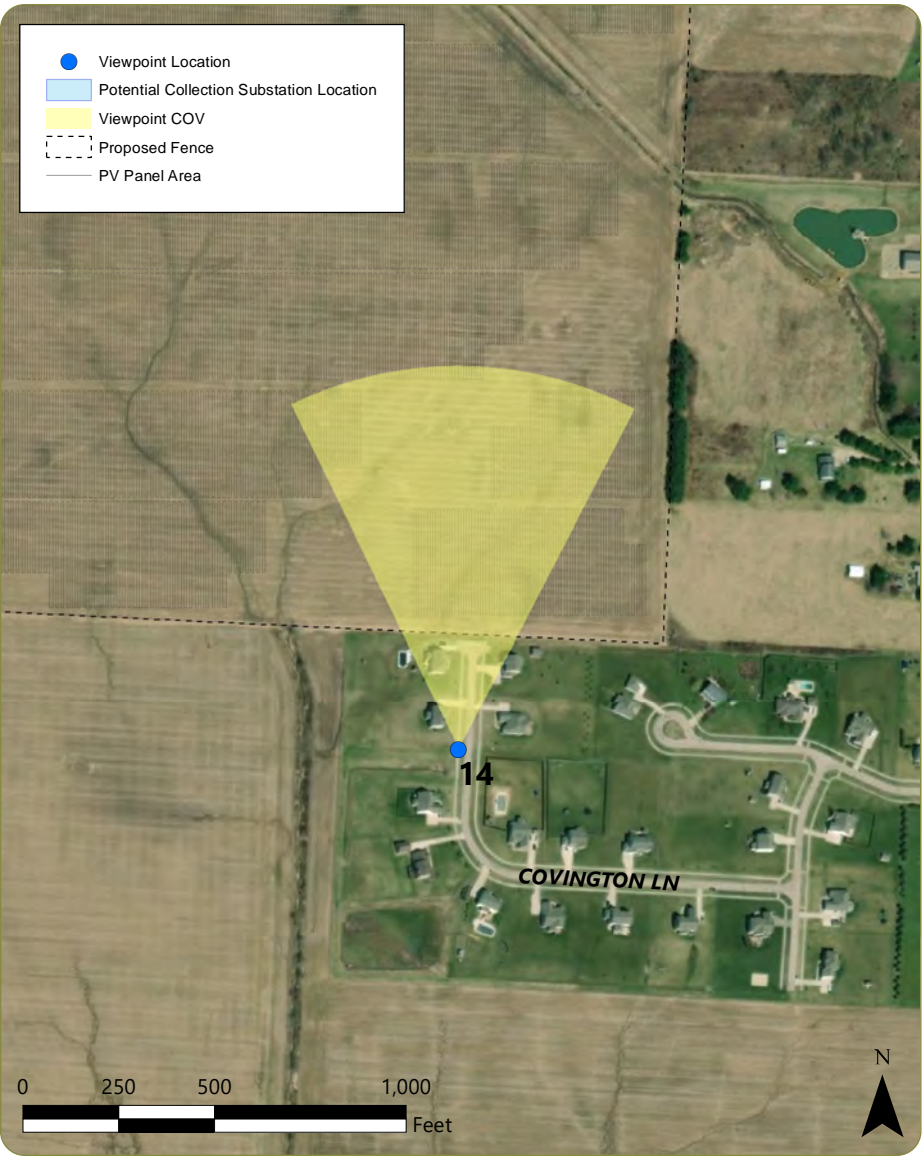 Viewpoint Location
Potential Collection Substation Location
Viewpoint COV
Proposed Fence
PV Panel Area
14
COVINGTON LN
N
0 250 500 1,000
Feet